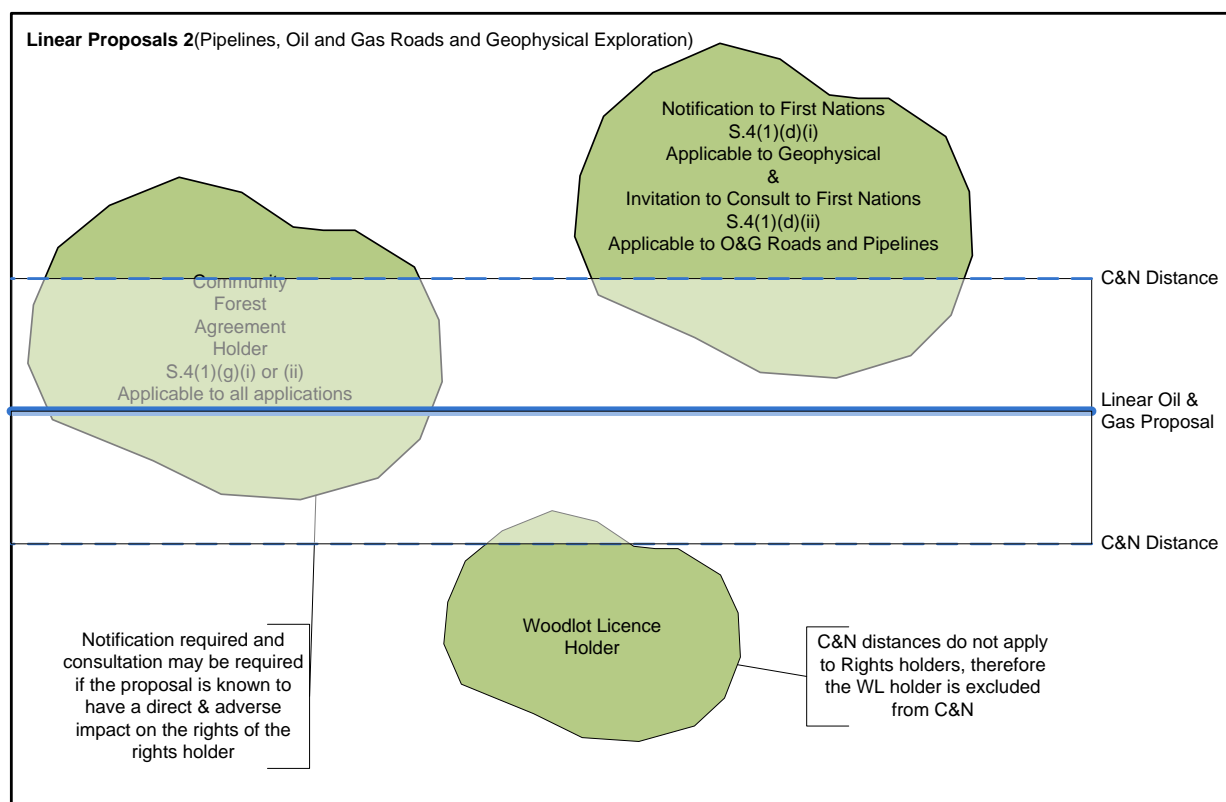 Linear Proposals 2(Pipelines, Oil and Gas Roads and Geophysical Exploration)
Notification to First Nations
S.4(1)(d)(i)
Applicable to Geophysical
&
Invitation to Consult to First Nations
S.4(1)(d)(ii)
Applicable to O&G Roads and Pipelines
Community
Forest
Agreement
Holder
S.4(1)(g)(i) or (ii)
Applicable to all applications
C&N Distance
Linear Oil &
Gas Proposal
C&N Distance
Notification required and
consultation may be required
if the proposal is known to
have a direct & adverse
impact on the rights of the
rights holder
Woodlot Licence
Holder
C&N distances do not apply
to Rights holders, therefore
the WL holder is excluded
from C&N